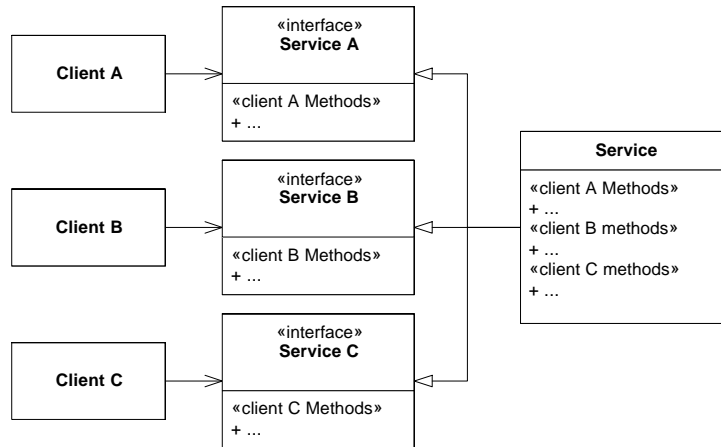 «interface»
Service A
Client A
«client A Methods»
+ ...
«interface»
Service B
Client B
«client B Methods»
+ ...
«interface»
Service C
Client C
«client C Methods»
+ ...
Service
«client A Methods»
+ ...
«client B methods»
+ ...
«client C methods»
+ ...